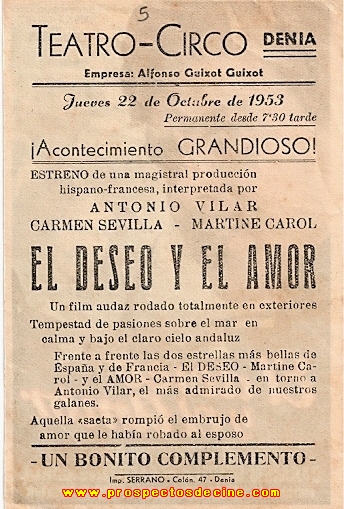 5
TEATRO-CIRCO DENIA
Empresa: Alfonso Guixot Guixot
Jueves 22 de Octubre de 1953
Permanente desde 7'30 tarde
¡Acontecimiento GRANDIOSO!
ESTRENO de una magistral producción
hispano-francesa, interpretada por
ANTONIO VILAR
CARMEN SEVILLA - MARTINE CAROL
EL DESEO Y EL AMOR
Un film audaz rodado totalmente en exteriores
Tempestad de pasiones sobre el mar en
calma y bajo el claro cielo andaluz
Frente a frente las dos estrellas más bellas de
España y de Francia - El DESEO - Martine Ca-
rol - y el AMOR - Carmen Sevilla - en torno a
Antonio Vilar, el más admirado de nuestros
galanes.
Aquella «saeta» rompió el embrujo de
amor que le había robado al esposo
-UN BONITO COMPLEMENTO-
Imp. SERRANO - Colón, 47 - Denia
www.prospectosdecine.com